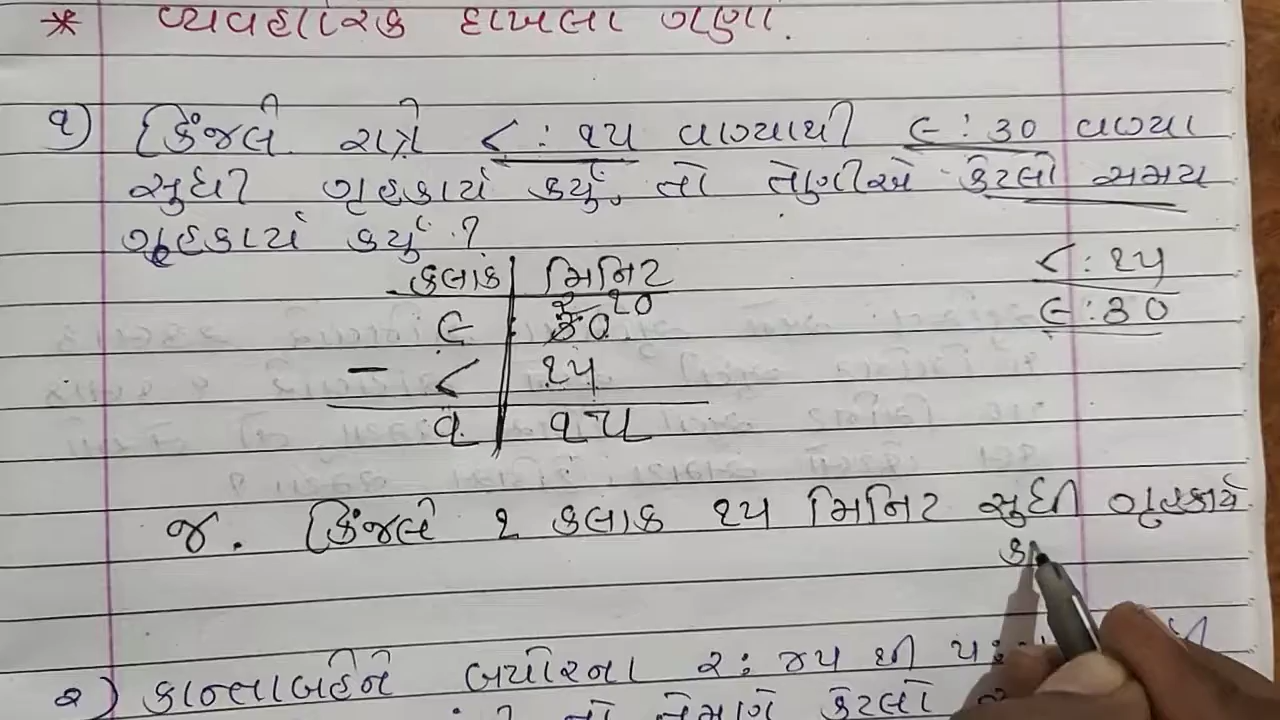 * વ્યવહારિક દાખલા ગણો.
૧) કિંજલે રાત્રે ૮:૧૫ વાગ્યાથી ૯:૩૦ વાગ્યા
સુધી ગૃહકાર્ય કર્યું. તો તેણીએ કેટલો સમય
ગૃહકાર્ય કર્યું ?
કલાક મિનિટ
૮:૧૫
૨ ૧૦
૯ : ૩૦
૯:૩૦
- ૮ ૧૫
૧ ૧૫
જ. કિંજલે ૧ કલાક ૧૫ મિનિટ સુધી ગૃહકાર્ય
ક
૨) કાન્તાબહેને બપોરના ૨:૪૫ થી
તો તેમણે કેટલો